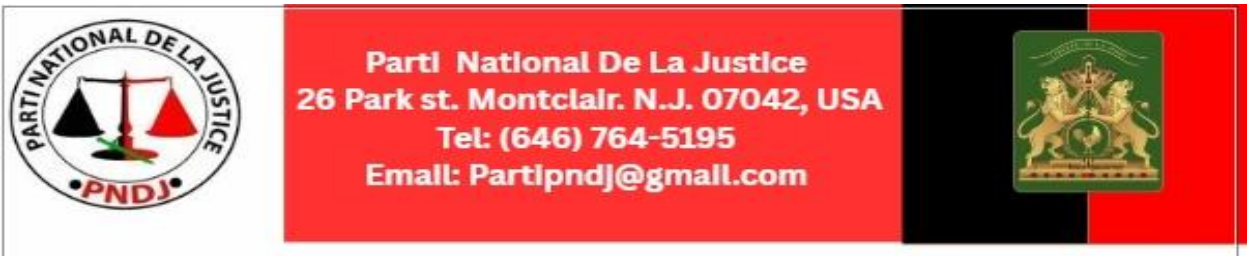 PARTI NATIONAL DE LA JUSTICE
PNDJ
Parti National De La Justice
26 Park st. Montclair. N.J. 07042, USA
Tel: (646) 764-5195
Email: Partipndj@gmail.com